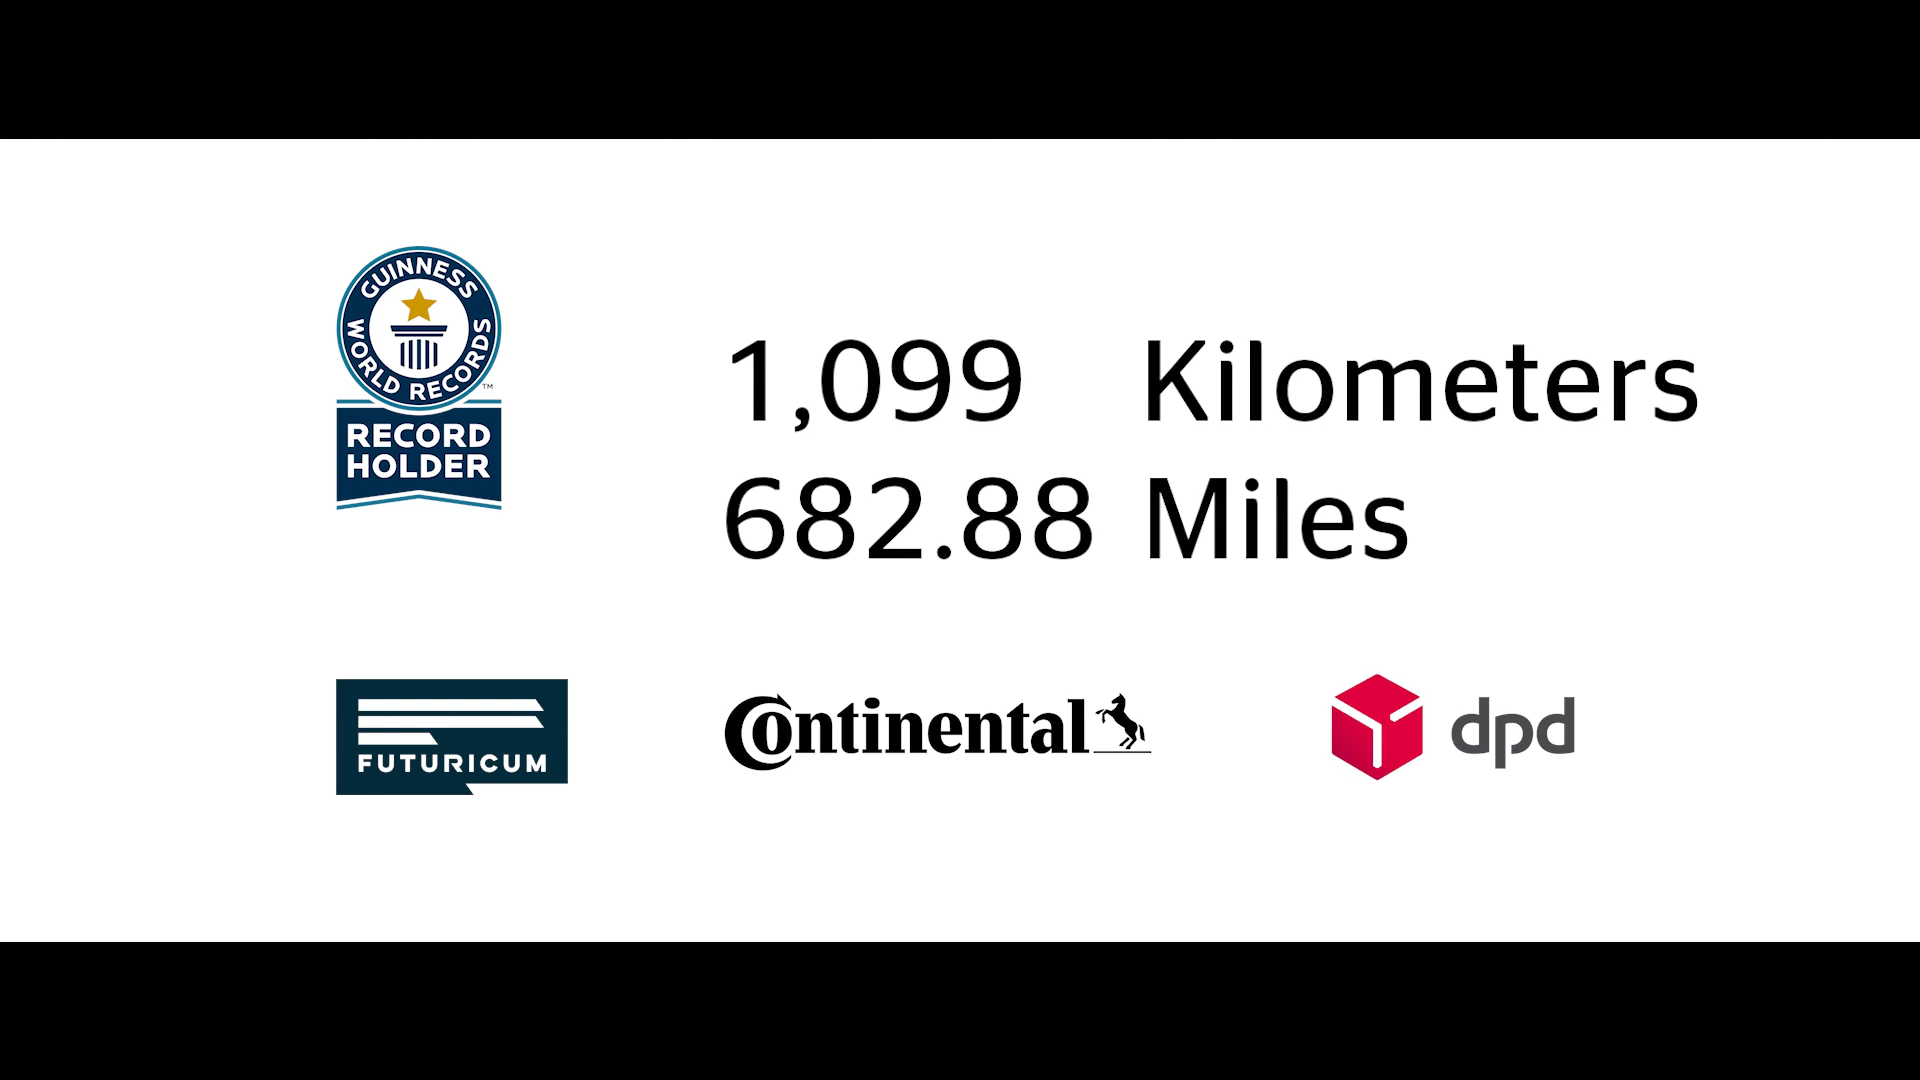 GUINNESS
WORLD RECORDS™
RECORD
HOLDER
1,099 Kilometers
682.88 Miles
FUTURICUM
Continental
dpd